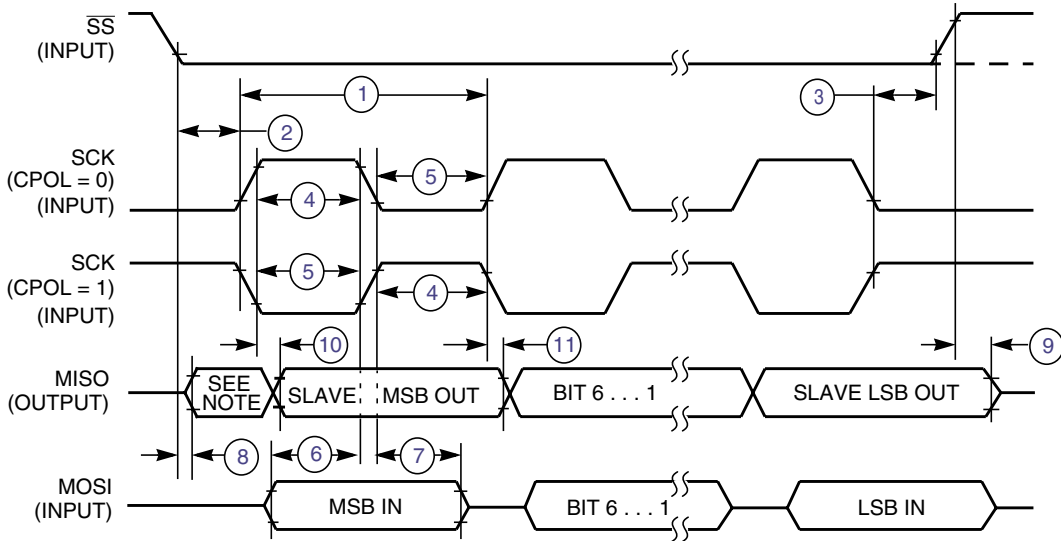 SS
(INPUT)
1
3
2
SCK
(CPOL = 0)
(INPUT)
5
4
SCK
(CPOL = 1)
(INPUT)
5
4
10
11
9
MISO
(OUTPUT)
SEE
NOTE
SLAVE
MSB OUT
BIT 6 . . . 1
SLAVE LSB OUT
8
6
7
MOSI
(INPUT)
MSB IN
BIT 6 . . . 1
LSB IN